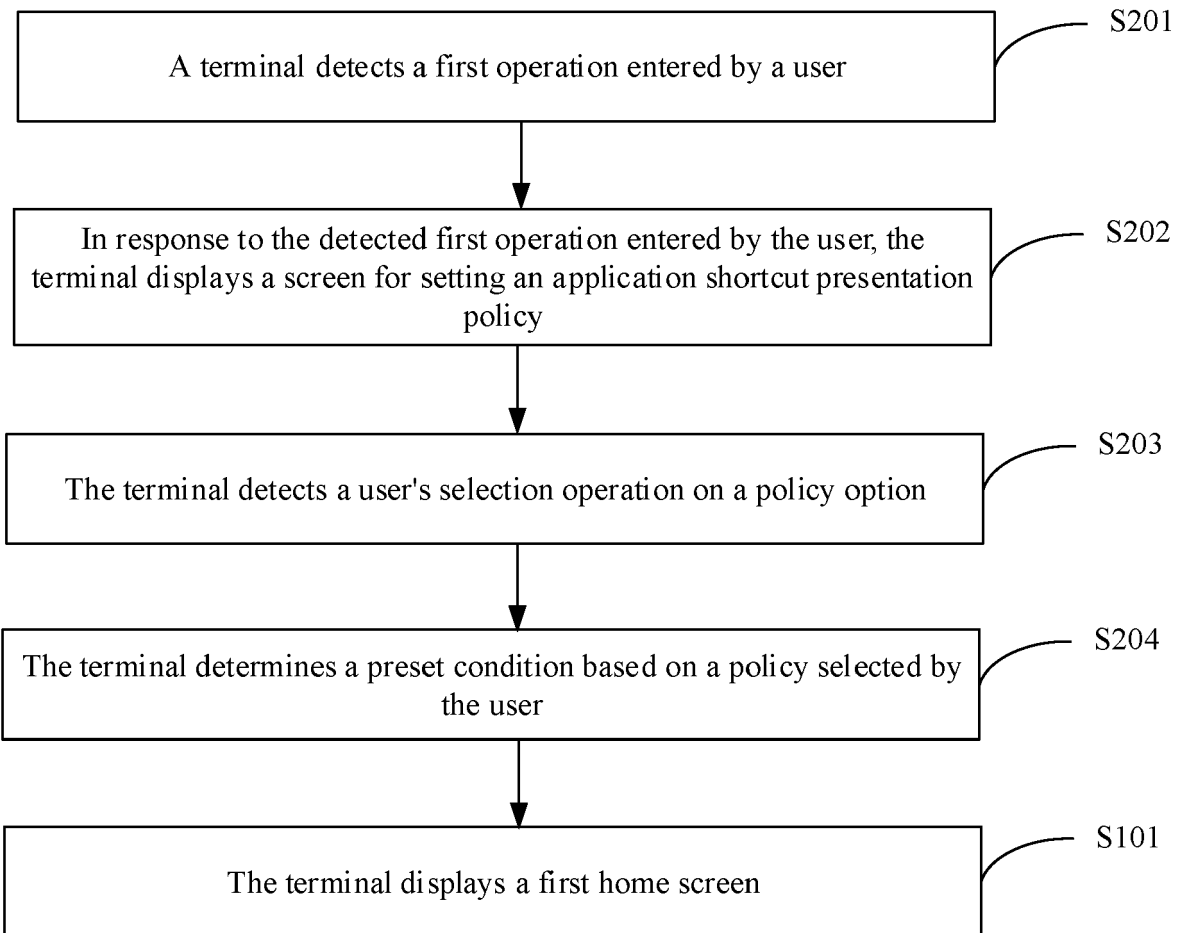 A terminal detects a first operation entered by a user
S201
In response to the detected first operation entered by the user, the
terminal displays a screen for setting an application shortcut presentation
policy
S202
The terminal detects a user's selection operation on a policy option
S203
The terminal determines a preset condition based on a policy selected by
the user
S204
The terminal displays a first home screen
S101